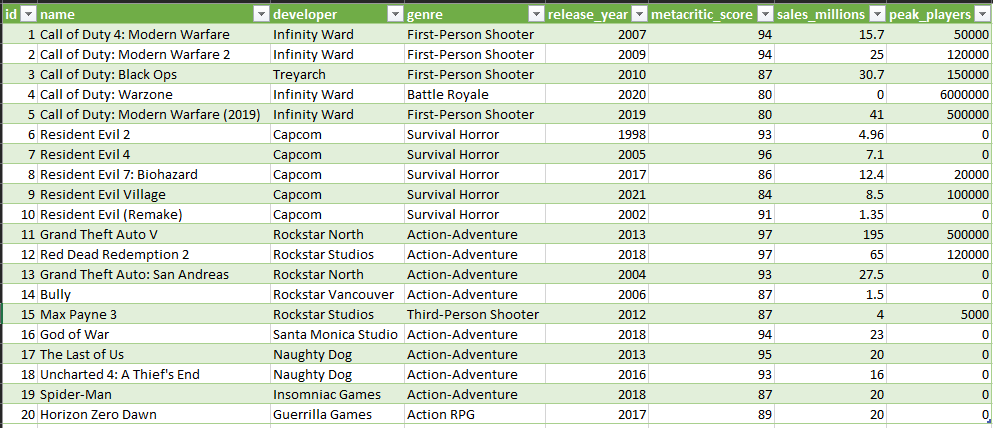 id name developer genre release_year metacritic_score sales_millions peak_players
1 Call of Duty 4: Modern Warfare Infinity Ward First-Person Shooter 2007 94 15.7 50000
2 Call of Duty: Modern Warfare 2 Infinity Ward First-Person Shooter 2009 94 25 120000
3 Call of Duty: Black Ops Treyarch First-Person Shooter 2010 87 30.7 150000
4 Call of Duty: Warzone Infinity Ward Battle Royale 2020 80 0 6000000
5 Call of Duty: Modern Warfare (2019) Infinity Ward First-Person Shooter 2019 80 41 500000
6 Resident Evil 2 Capcom Survival Horror 1998 93 4.96 0
7 Resident Evil 4 Capcom Survival Horror 2005 96 7.1 0
8 Resident Evil 7: Biohazard Capcom Survival Horror 2017 86 12.4 20000
9 Resident Evil Village Capcom Survival Horror 2021 84 8.5 100000
10 Resident Evil (Remake) Capcom Survival Horror 2002 91 1.35 0
11 Grand Theft Auto V Rockstar North Action-Adventure 2013 97 195 500000
12 Red Dead Redemption 2 Rockstar Studios Action-Adventure 2018 97 65 120000
13 Grand Theft Auto: San Andreas Rockstar North Action-Adventure 2004 93 27.5 0
14 Bully Rockstar Vancouver Action-Adventure 2006 87 1.5 0
15 Max Payne 3 Rockstar Studios Third-Person Shooter 2012 87 4 5000
16 God of War Santa Monica Studio Action-Adventure 2018 94 23 0
17 The Last of Us Naughty Dog Action-Adventure 2013 95 20 0
18 Uncharted 4: A Thief's End Naughty Dog Action-Adventure 2016 93 16 0
19 Spider-Man Insomniac Games Action-Adventure 2018 87 20 0
20 Horizon Zero Dawn Guerrilla Games Action RPG 2017 89 20 0